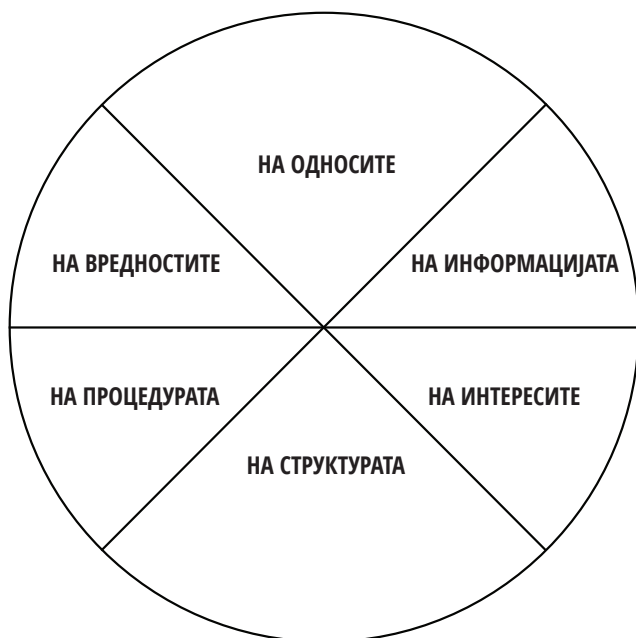 НА ОДНОСИТЕ
НА ВРЕДНОСТИТЕ
НА ИНФОРМАЦИЈАТА
НА ПРОЦЕДУРАТА
НА ИНТЕРЕСИТЕ
НА СТРУКТУРАТА